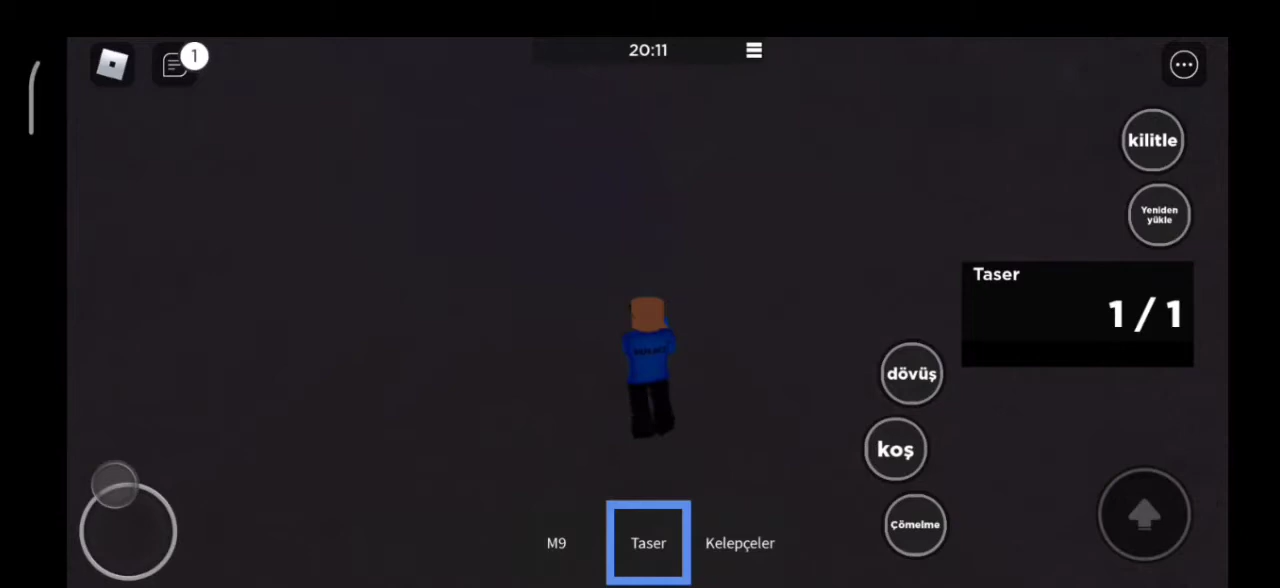 1
20:11
kilitle
Yeniden
yükle
Taser
1 / 1
dövüş
koş
Çömelme
M9
Taser
Kelepçeler